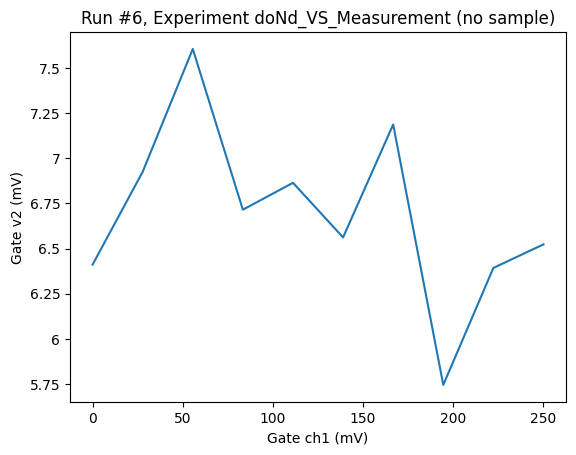 Run #6, Experiment doNd_VS_Measurement (no sample)
7.5
7.25
7
6.75
6.5
6.25
6
5.75
Gate v2 (mV)
0 50 100 150 200 250
Gate ch1 (mV)